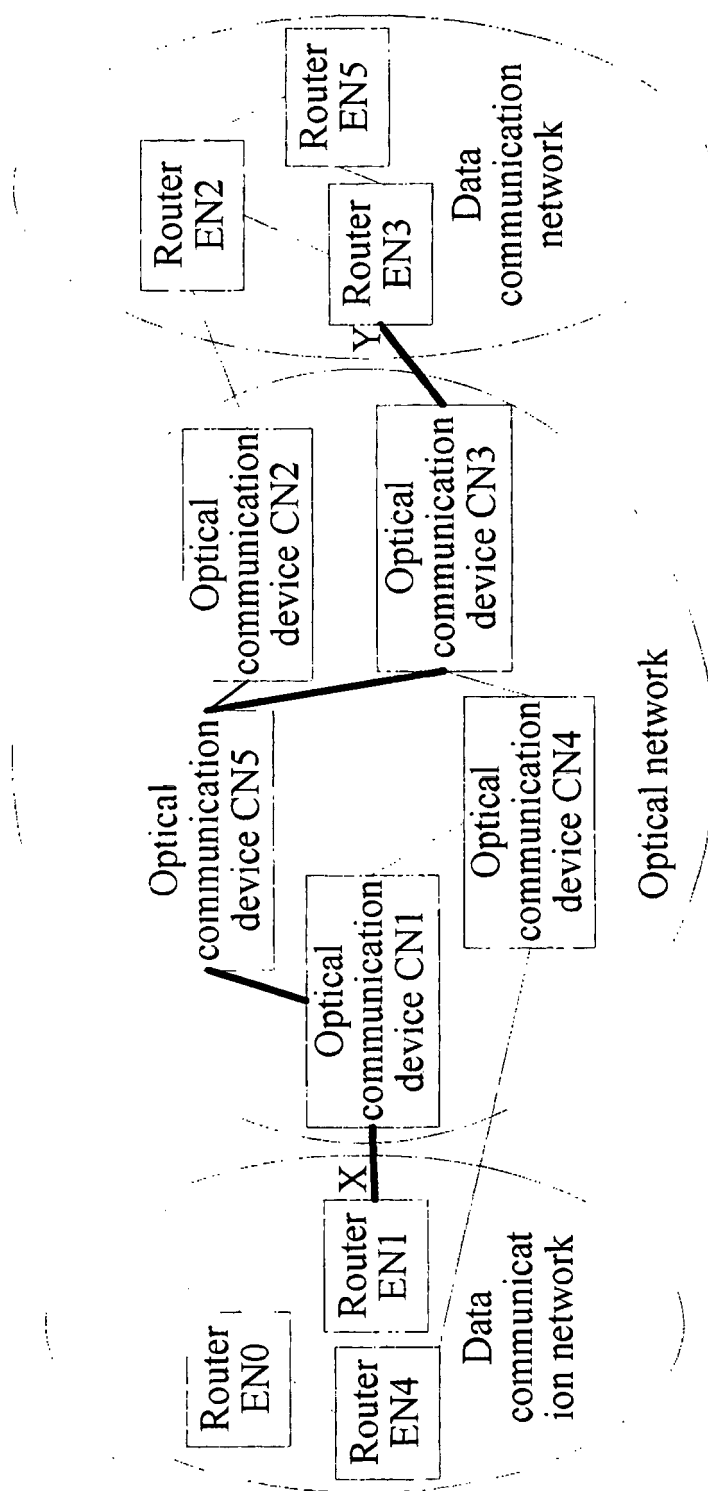 Router
EN0
Router
EN4
Router
EN1
X
Data
communicat
ion network
Optical
communication
device CN5
Optical
communication
device CN1
Optical
communication
device CN4
Optical
communication
device CN2
Optical
communication
device CN3
Optical network
Router
EN2
Y
Router
EN3
Router
EN5
Data
communication
network